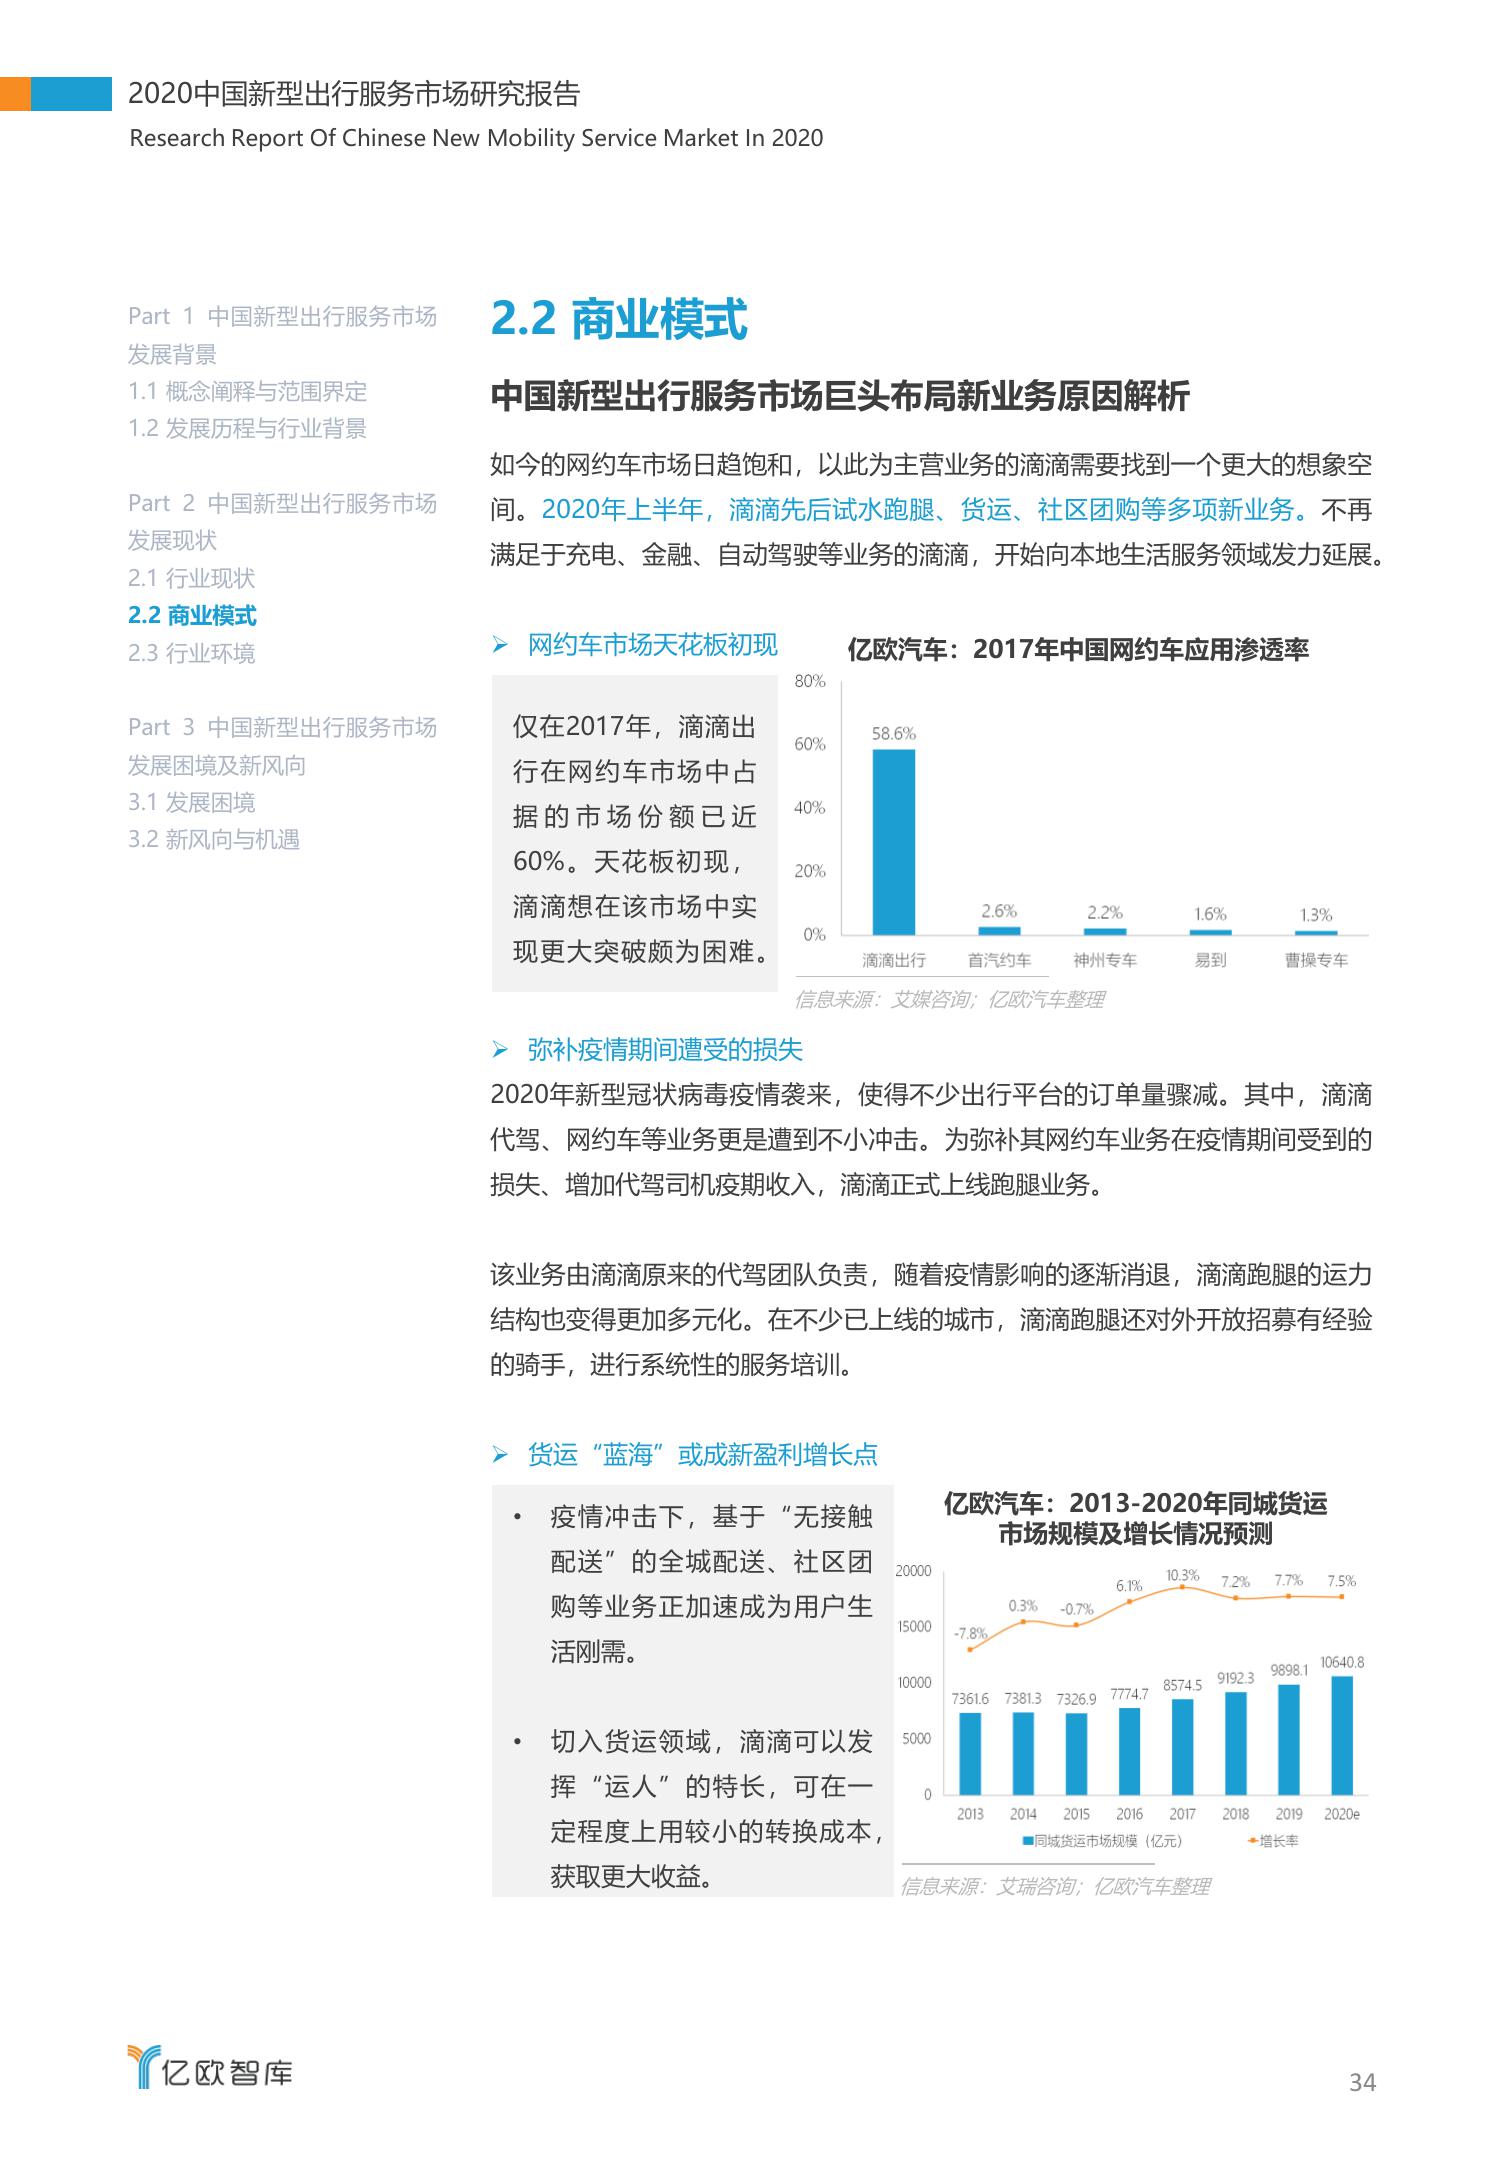 2020中国新型出行服务市场研究报告
Research Report Of Chinese New Mobility Service Market In 2020
Part 1 中国新型出行服务市场
发展背景
1.1 概念阐释与范围界定
1.2 发展历程与行业背景
Part 2 中国新型出行服务市场
发展现状
2.1 行业现状
2.2 商业模式
2.3 行业环境
Part 3 中国新型出行服务市场
发展困境及新风向
3.1 发展困境
3.2 新风向与机遇
2.2 商业模式
中国新型出行服务市场巨头布局新业务原因解析
如今的网约车市场日趋饱和，以此为主营业务的滴滴需要找到一个更大的想象空
间。2020年上半年，滴滴先后试水跑腿、货运、社区团购等多项新业务。不再
满足于充电、金融、自动驾驶等业务的滴滴，开始向本地生活服务领域发力延展。
➢ 网约车市场天花板初现
仅在2017年，滴滴出
行在网约车市场中占
据的市场份额已近
60%。天花板初现，
滴滴想在该市场中实
现更大突破颇为困难。
亿欧汽车：2017年中国网约车应用渗透率
80%
60%
40%
20%
0%
58.6%
2.6%
2.2%
1.6%
1.3%
滴滴出行
首汽约车
神州专车
易到
曹操专车
信息来源：艾媒咨询；亿欧汽车整理
➢ 弥补疫情期间遭受的损失
2020年新型冠状病毒疫情袭来，使得不少出行平台的订单量骤减。其中，滴滴
代驾、网约车等业务更是遭到不小冲击。为弥补其网约车业务在疫情期间受到的
损失、增加代驾司机疫期收入，滴滴正式上线跑腿业务。
该业务由滴滴原来的代驾团队负责，随着疫情影响的逐渐消退，滴滴跑腿的运力
结构也变得更加多元化。在不少已上线的城市，滴滴跑腿还对外开放招募有经验
的骑手，进行系统性的服务培训。
➢ 货运“蓝海”或成新盈利增长点
• 疫情冲击下，基于“无接触
配送”的全城配送、社区团
购等业务正加速成为用户生
活刚需。
• 切入货运领域，滴滴可以发
挥“运人”的特长，可在一
定程度上用较小的转换成本，
获取更大收益。
亿欧汽车：2013-2020年同城货运
市场规模及增长情况预测
20000
15000
10000
5000
0
-7.8%
0.3%
-0.7%
6.1%
10.3%
7.2%
7.7%
7.5%
7361.6
7381.3
7326.9
7774.7
8574.5
9192.3
9898.1
10640.8
2013
2014
2015
2016
2017
2018
2019
2020e
同城货运市场规模（亿元）
增长率
信息来源：艾瑞咨询；亿欧汽车整理
亿欧智库
34